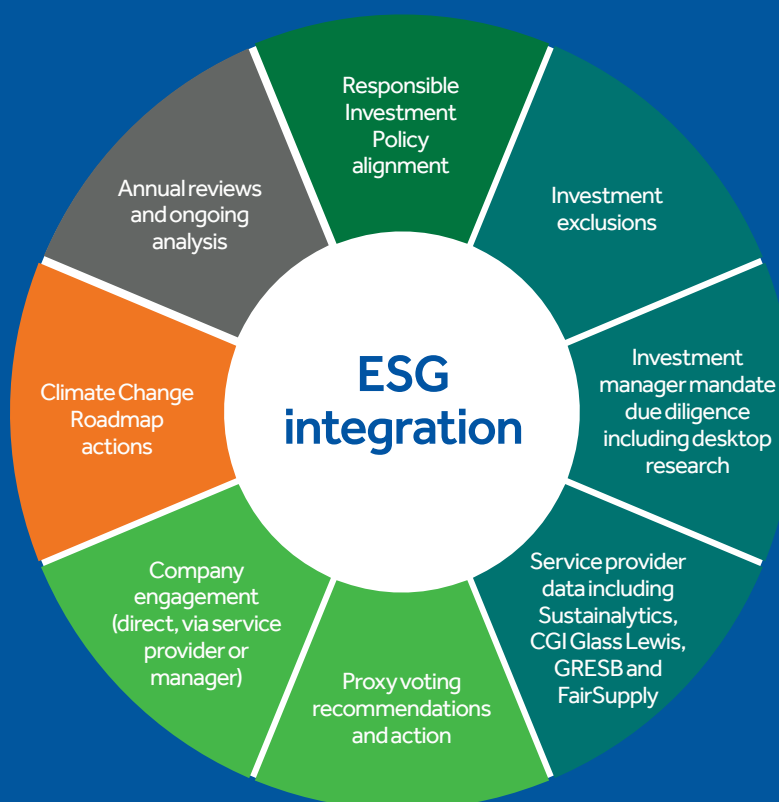 Responsible
Investment
Policy
alignment
Investment
exclusions
Investment
manager mandate
due diligence
including desktop
research
Service provider
data including
Sustainalytics,
CGI Glass Lewis,
GRESB and
FairSupply
Proxy voting
recommendations
and action
Company
engagement
(direct, via service
provider or
manager)
Climate Change
Roadmap
actions
Annual reviews
and ongoing
analysis
ESG
integration